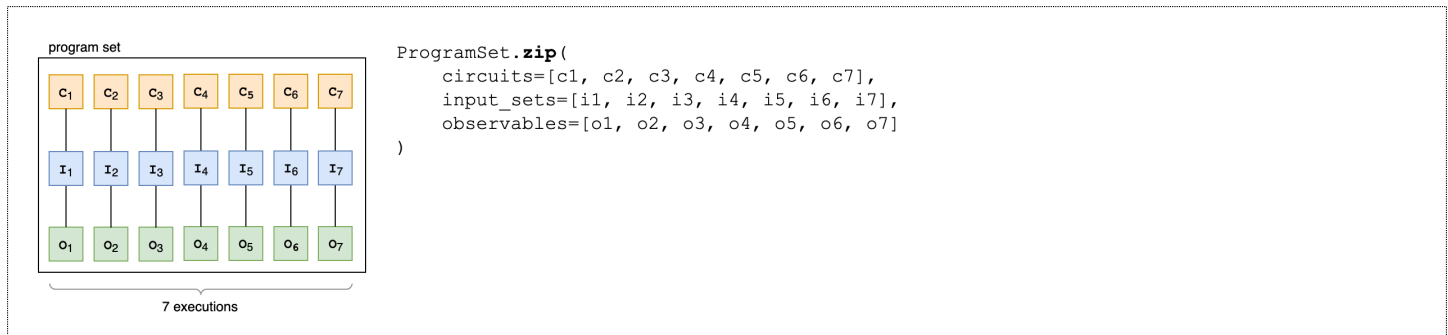 program set
C1 C2 C3 C4 C5 C6 C7
I1 I2 I3 I4 I5 I6 I7
O1 O2 O3 O4 O5 O6 O7
7 executions
ProgramSet.zip(
    circuits=[c1, c2, c3, c4, c5, c6, c7],
    input_sets=[i1, i2, i3, i4, i5, i6, i7],
    observables=[o1, o2, o3, o4, o5, o6, o7]
)